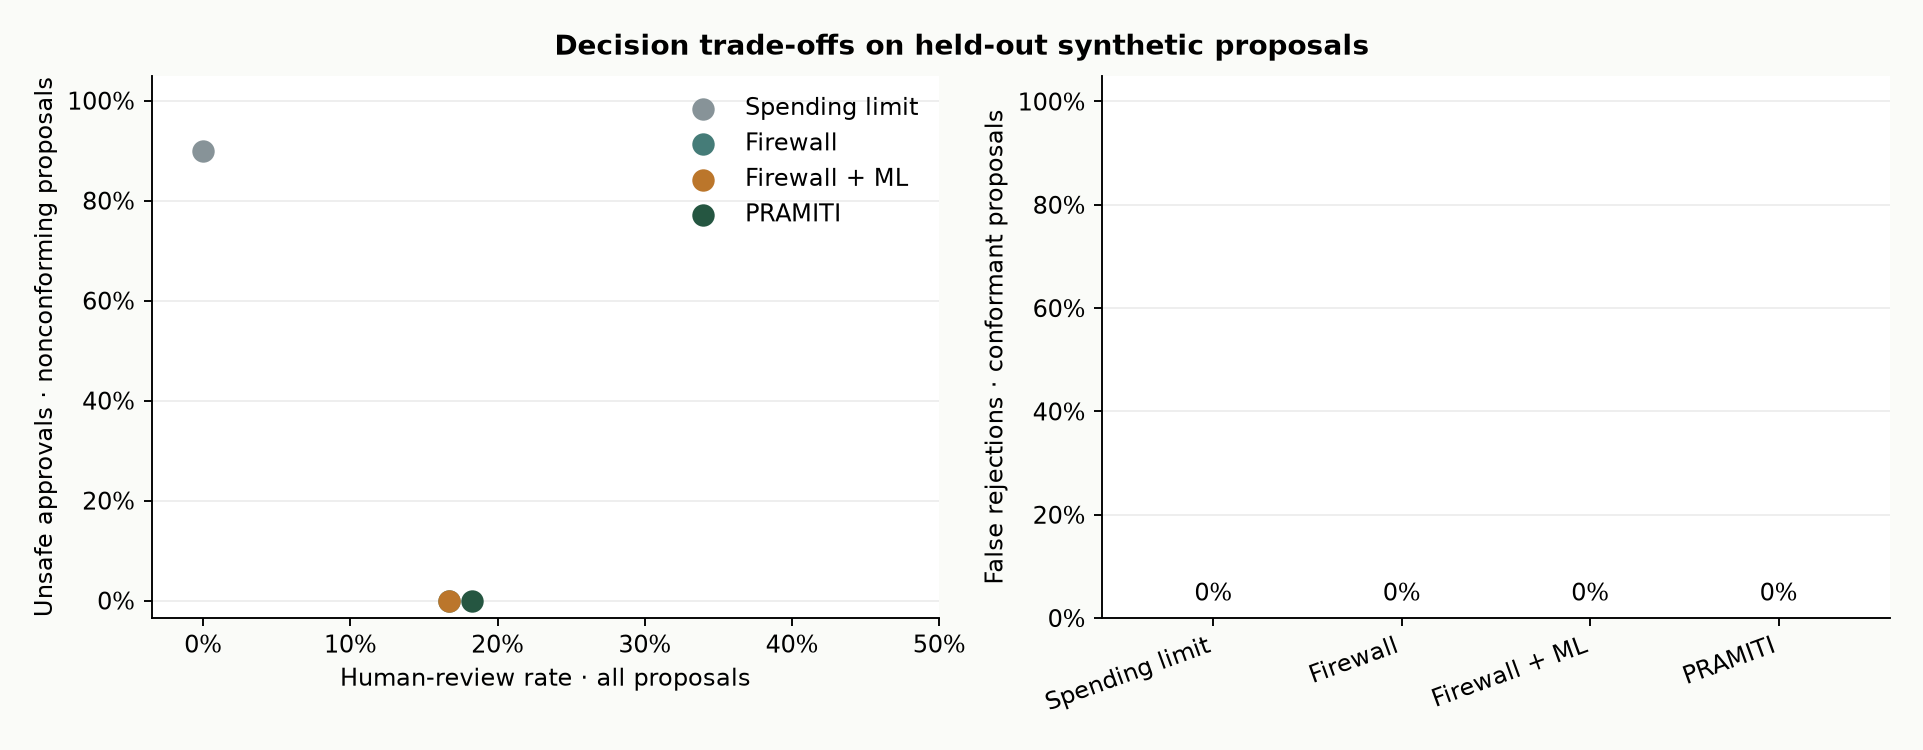 Decision trade-offs on held-out synthetic proposals
Unsafe approvals · nonconforming proposals
100%
80%
60%
40%
20%
0%
Spending limit
Firewall
Firewall + ML
PRAMITI
0%
10%
20%
30%
40%
50%
Human-review rate · all proposals
False rejections · conformant proposals
100%
80%
60%
40%
20%
0%
0%
0%
0%
0%
Spending limit
Firewall
Firewall + ML
PRAMITI